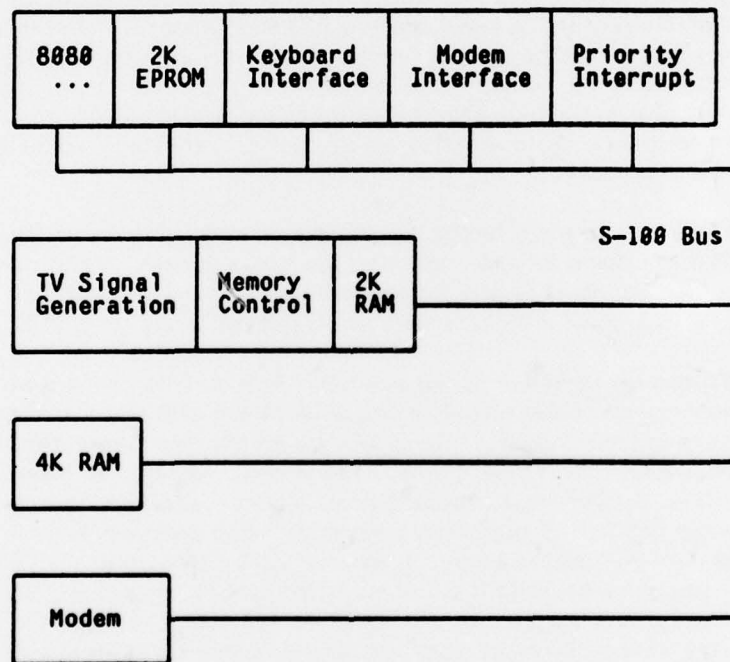 8080
...
2K
EPROM
Keyboard
Interface
Modem
Interface
Priority
Interrupt
S-100 Bus
TV Signal
Generation
Memory
Control
2K
RAM
4K RAM
Modem